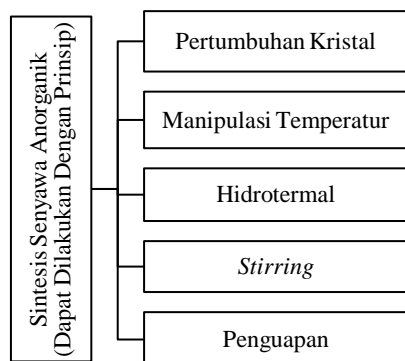 Sintesis Senyawa Anorganik
(Dapat Dilakukan Dengan Prinsip)
Pertumbuhan Kristal
Manipulasi Temperatur
Hidrotermal
Stirring
Penguapan